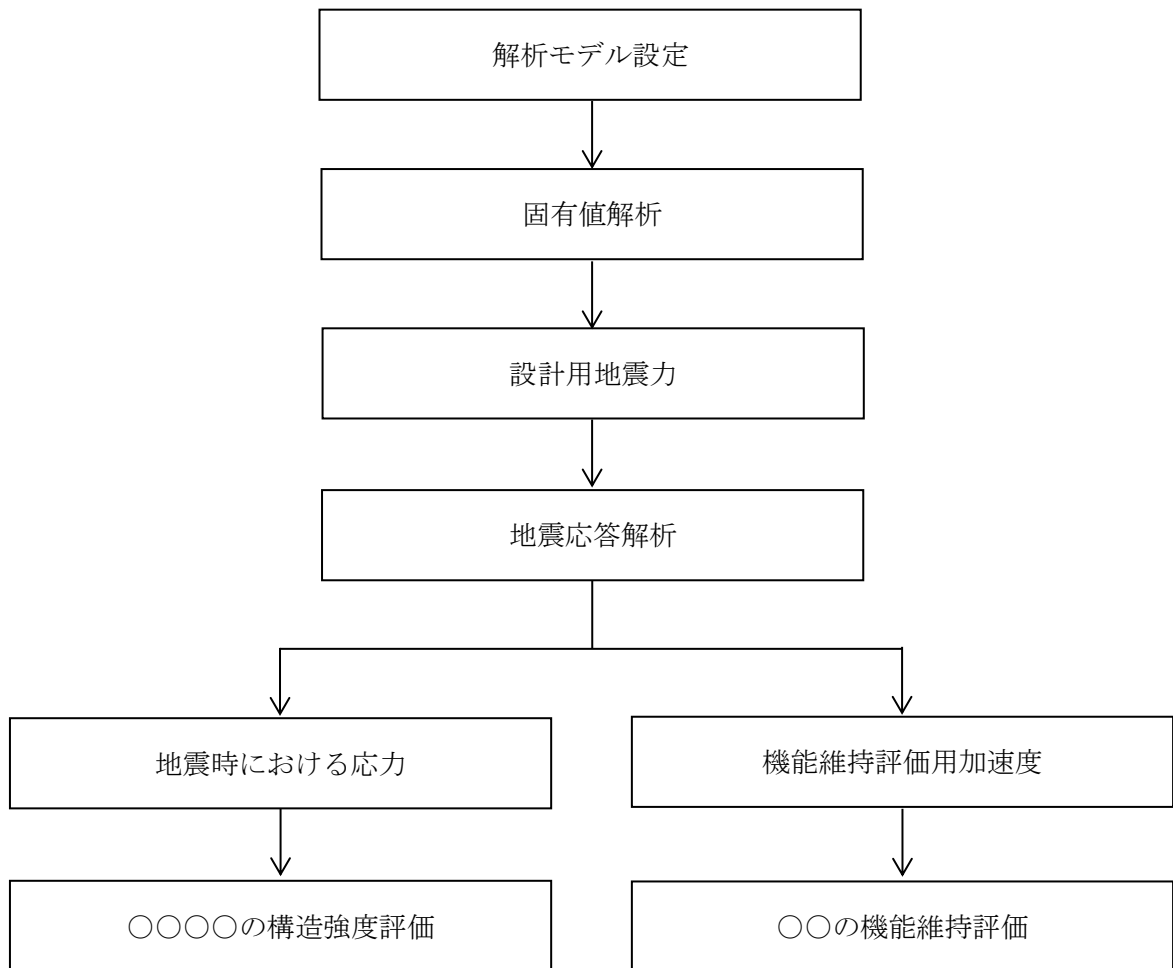 解析モデル設定
固有値解析
設計用地震力
地震応答解析
地震時における応力
機能維持評価用加速度
○○○○の構造強度評価
○○の機能維持評価